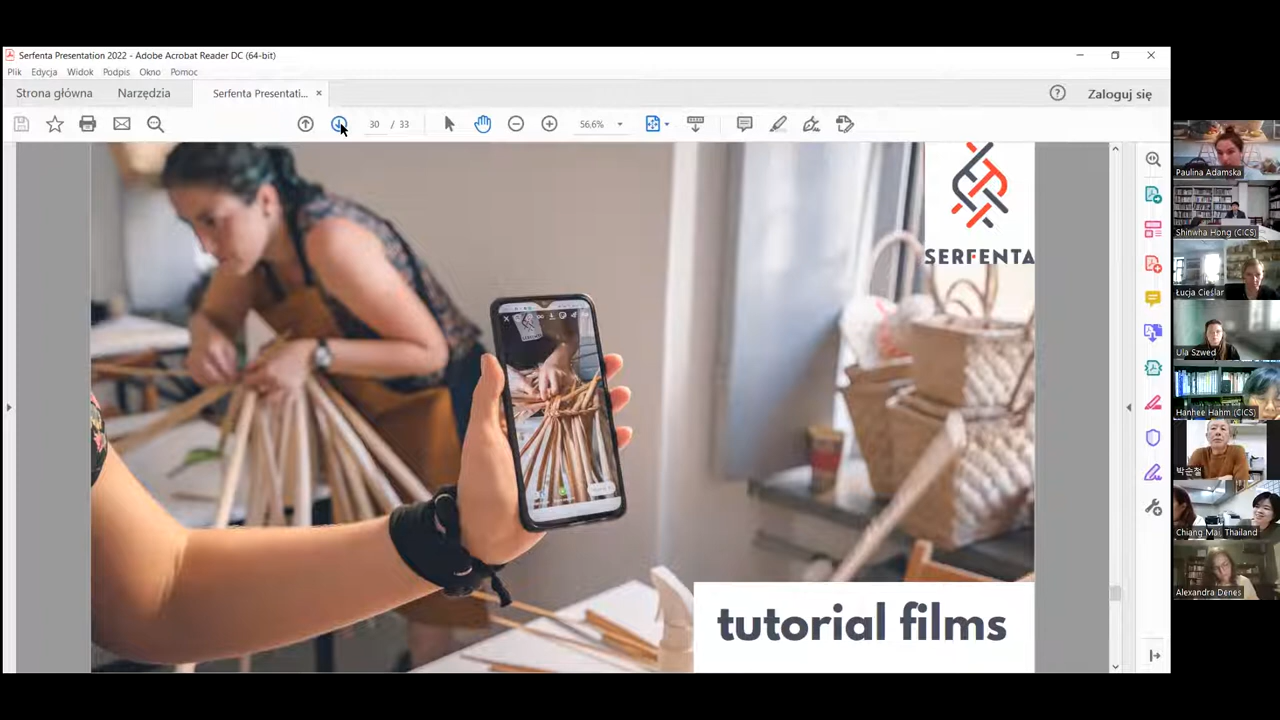 Serfenta Presentation 2022 - Adobe Acrobat Reader DC (64-bit)
Plik Edycja Widok Podpis Okno Pomoc
Strona główna Narzędzia Serfenta Presentati... × Zaloguj się
30 / 33 56,6%
SERFENTA
tutorial films
Paulina Adamska
Shinwha Hong (CICS)
Łucja Cieślar
Ula Szwed
Hanhee Hahm (CICS)
박순철
Chiang Mai, Thailand
Alexandra Denes